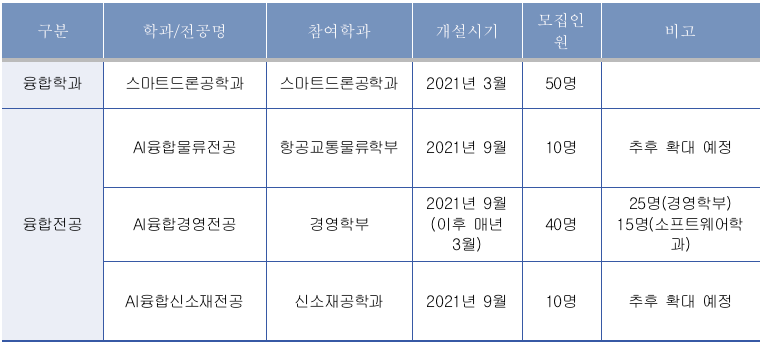 구분 학과/전공명 참여학과 개설시기 모집인원 비고
융합학과 스마트드론공학과 스마트드론공학과 2021년 3월 50명
융합전공 AI융합물류전공 항공교통물류학부 2021년 9월 10명 추후 확대 예정
AI융합경영전공 경영학부 2021년 9월 (이후 매년 3월) 40명 25명(경영학부) 15명(소프트웨어학과)
AI융합신소재전공 신소재공학과 2021년 9월 10명 추후 확대 예정